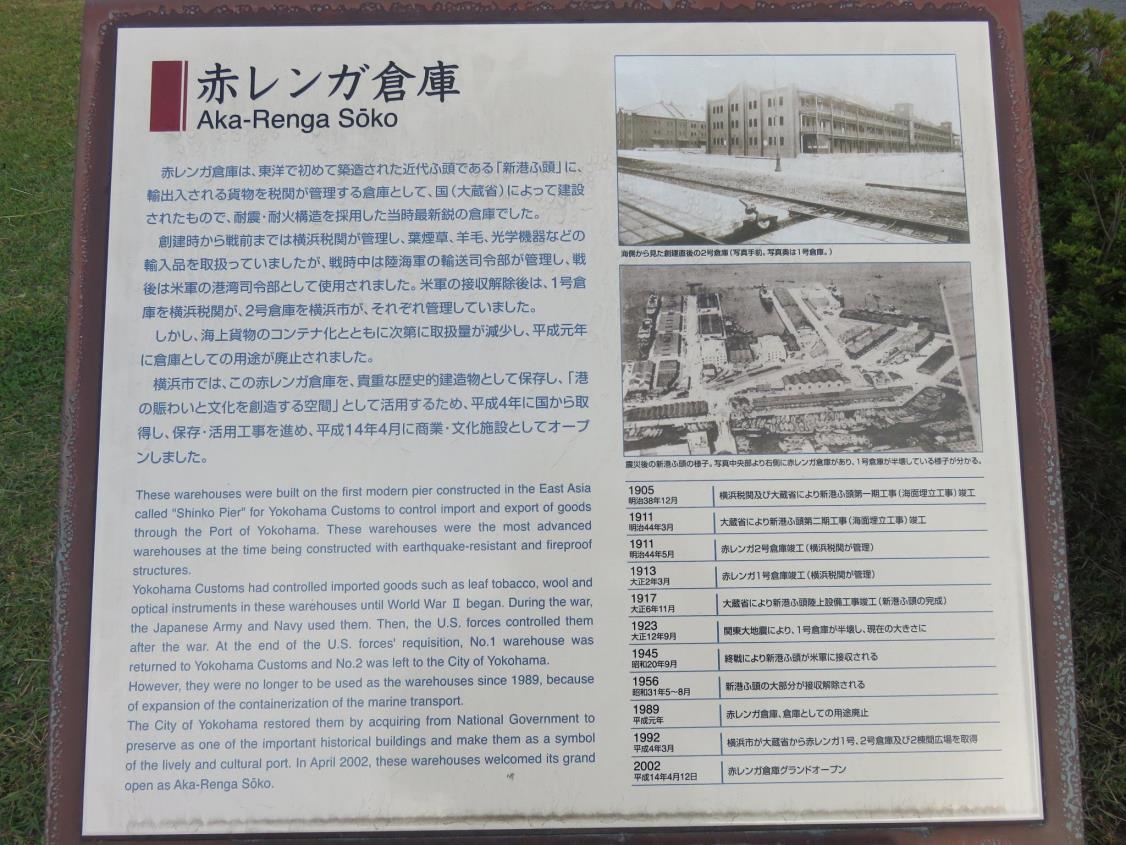 赤レンガ倉庫
Aka-Renga Sōko
赤レンガ倉庫は、東洋で初めて築造された近代ふ頭である「新港ふ頭」に、
輸出入される貨物を税関が管理する倉庫として、国(大蔵省)によって建設
されたもので、耐震・耐火構造を採用した当時最新鋭の倉庫でした。
創建時から戦前までは横浜税関が管理し、葉煙草、羊毛、光学機器などの
輸入品を取扱っていましたが、戦時中は陸海軍の輸送司令部が管理し、戦
後は米軍の港湾司令部として使用されました。米軍の接収解除後は、1号倉
庫を横浜税関が、2号倉庫を横浜市が、それぞれ管理していました。
しかし、海上貨物のコンテナ化とともに次第に取扱量が減少し、平成元年
に倉庫としての用途が廃止されました。
横浜市では、この赤レンガ倉庫を、貴重な歴史的建造物として保存し、「港
の賑わいと文化を創造する空間」として活用するため、平成4年に国から取
得し、保存・活用工事を進め、平成14年4月に商業・文化施設としてオープ
ンしました。
These warehouses were built on the first modern pier constructed in the East Asia
called "Shinko Pier" for Yokohama Customs to control import and export of goods
through the Port of Yokohama. These warehouses were the most advanced
warehouses at the time being constructed with earthquake-resistant and fireproof
structures.
Yokohama Customs had controlled imported goods such as leaf tobacco, wool and
optical instruments in these warehouses until World War Ⅱ began. During the war,
the Japanese Army and Navy used them. Then, the U.S. forces controlled them
after the war. At the end of the U.S. forces' requisition, No.1 warehouse was
returned to Yokohama Customs and No.2 was left to the City of Yokohama.
However, they were no longer to be used as the warehouses since 1989, because
of expansion of the containerization of the marine transport.
The City of Yokohama restored them by acquiring from National Government to
preserve as one of the important historical buildings and make them as a symbol
of the lively and cultural port. In April 2002, these warehouses welcomed its grand
open as Aka-Renga Sōko.
海側から見た創建直後の2号倉庫(写真手前。写真奥は1号倉庫。)
震災後の新港ふ頭の様子。写真中央部より右側に赤レンガ倉庫があり、1号倉庫が半壊している様子が分かる。
1905
明治38年12月 横浜税関及び大蔵省により新港ふ頭第一期工事(海面埋立工事)竣工
1911
明治44年3月 大蔵省により新港ふ頭第二期工事(海面埋立工事)竣工
1911
明治44年5月 赤レンガ2号倉庫竣工(横浜税関が管理)
1913
大正2年3月 赤レンガ1号倉庫竣工(横浜税関が管理)
1917
大正6年11月 大蔵省により新港ふ頭陸上設備工事竣工(新港ふ頭の完成)
1923
大正12年9月 関東大地震により、1号倉庫が半壊し、現在の大きさに
1945
昭和20年9月 終戦により新港ふ頭が米軍に接収される
1956
昭和31年5~8月 新港ふ頭の大部分が接収解除される
1989
平成元年 赤レンガ倉庫、倉庫としての用途廃止
1992
平成4年3月 横浜市が大蔵省から赤レンガ1号、2号倉庫及び2棟間広場を取得
2002
平成14年4月12日 赤レンガ倉庫グランドオープン